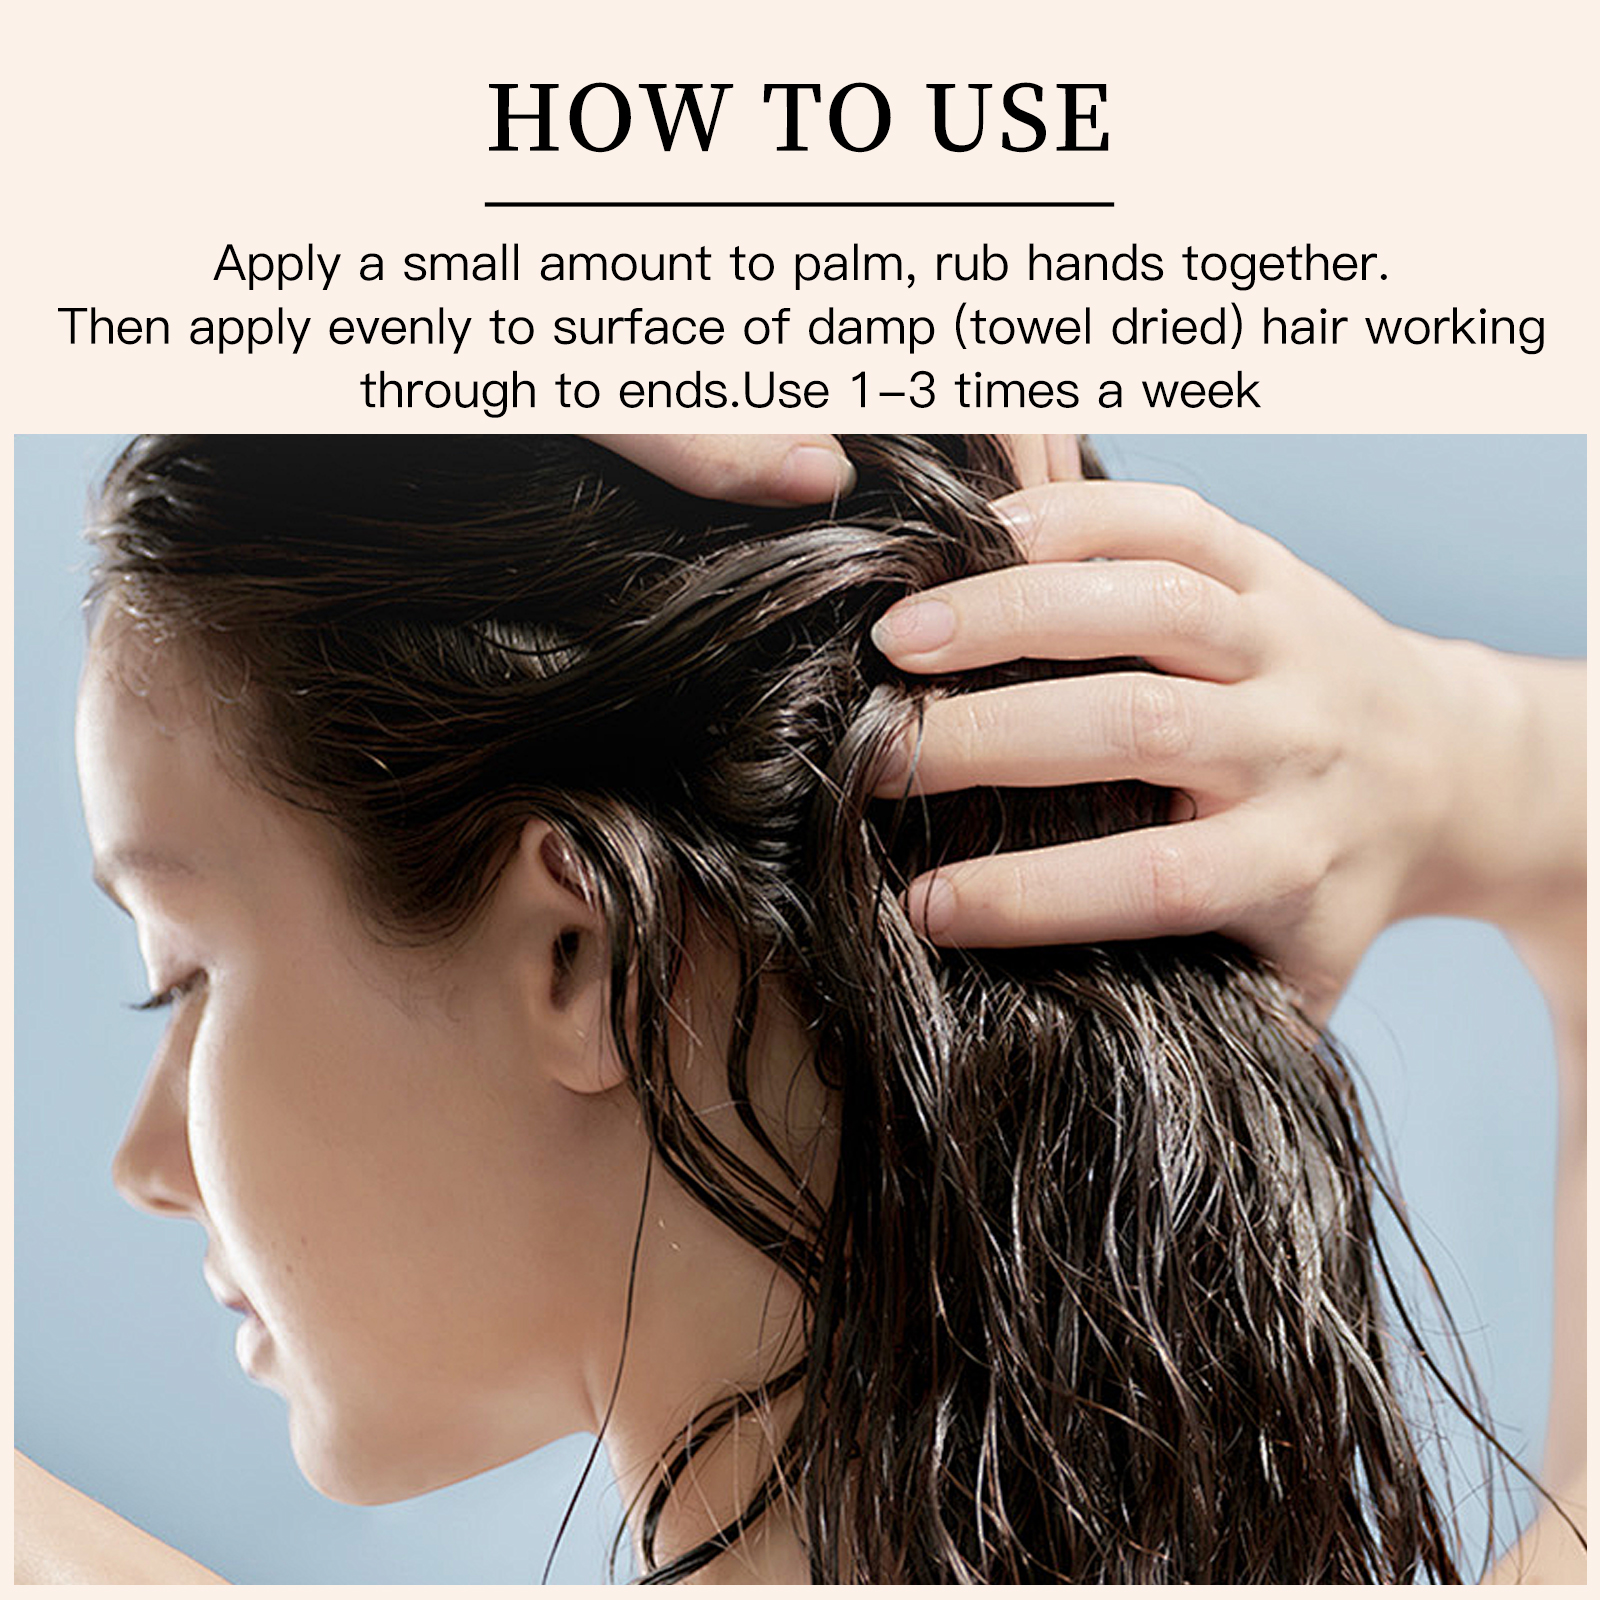 HOW TO USE
Apply a small amount to palm, rub hands together.
Then apply evenly to surface of damp (towel dried) hair working
through to ends.Use 1–3 times a week